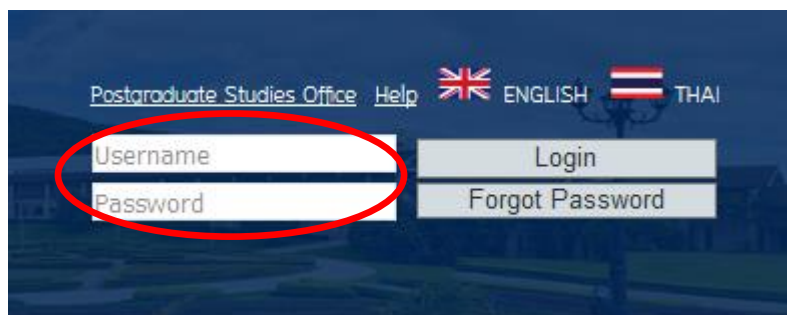 Postgraduate Studies Office Help ENGLISH THAI
Username Login
Password Forgot Password